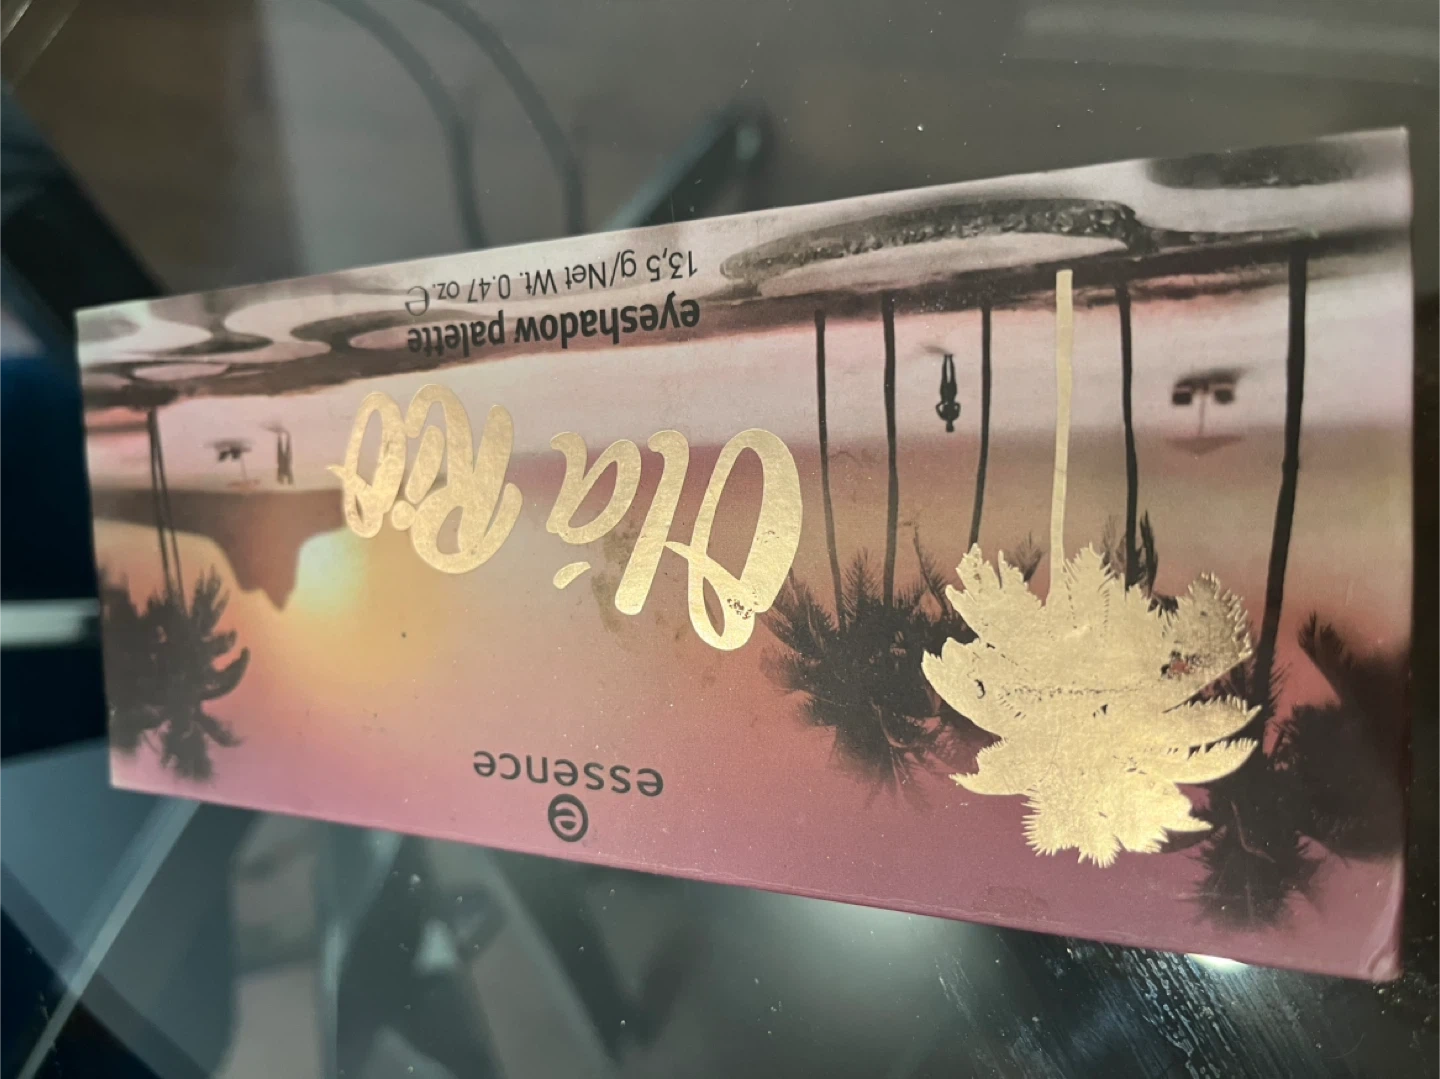 essence
Olá Rio
eyeshadow palette
13,5 g/Net Wt. 0.47 oz. ℮